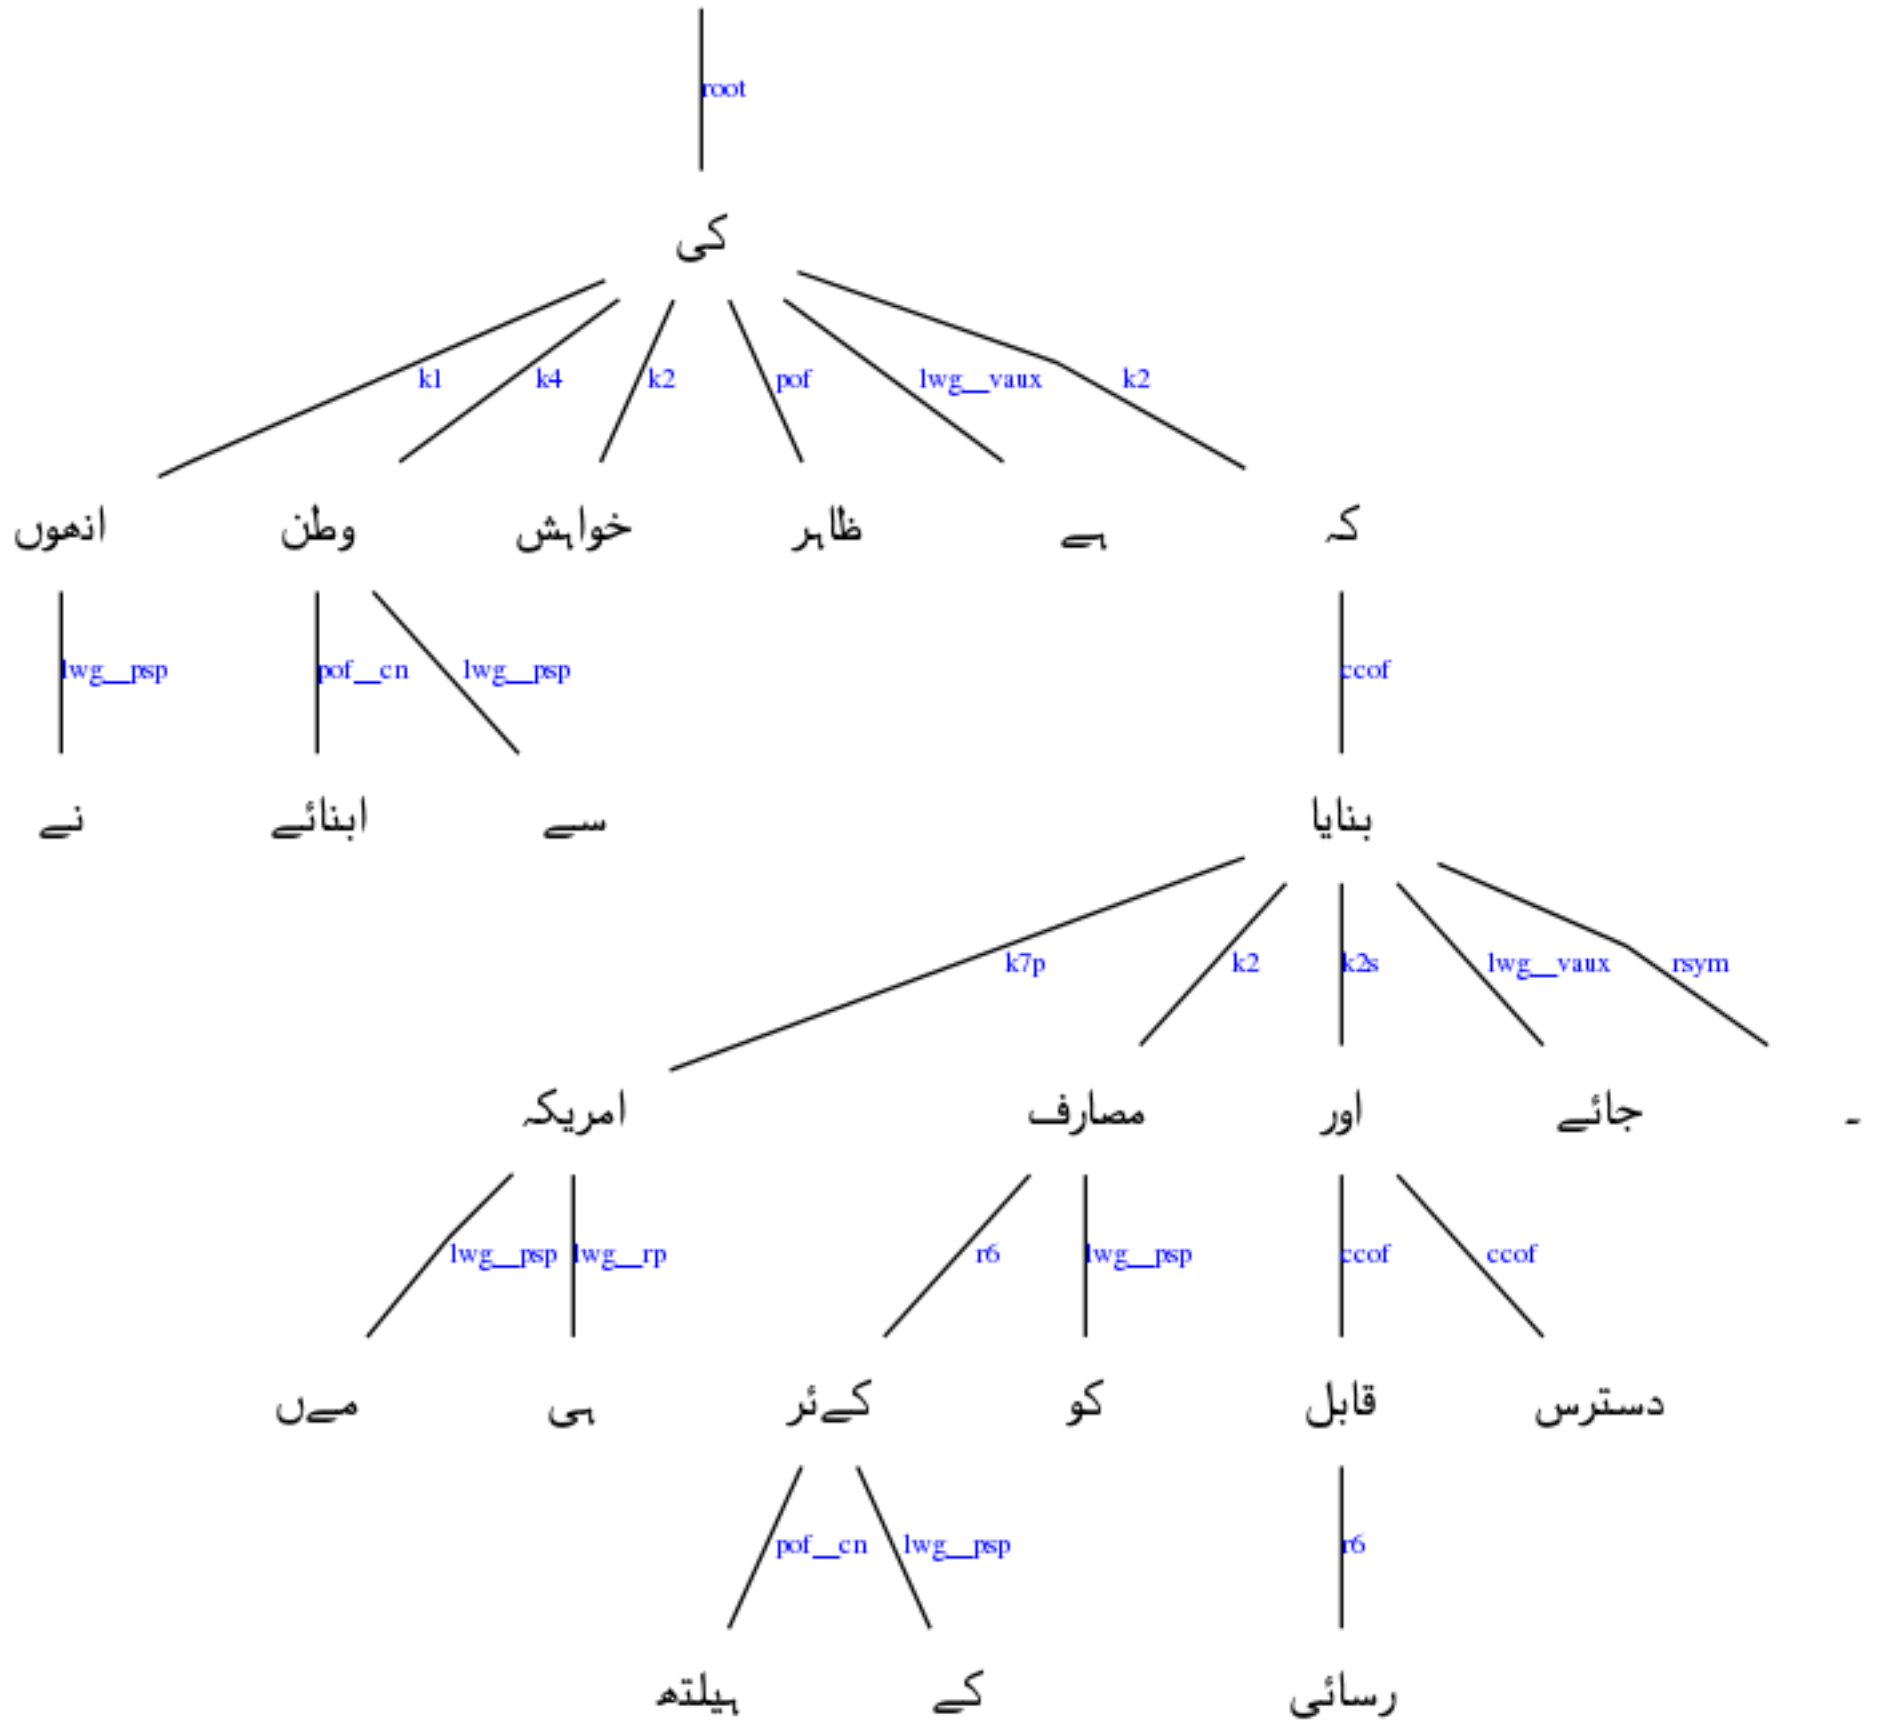 root
کی
k1 k4 k2 pof lwg__vaux k2
انھوں وطن خواہش ظاہر ہے کہ
lwg__psp pof__cn lwg__psp ccof
نے ابنائے سے بنایا
k7p k2 k2s lwg__vaux rsym
امریکہ مصارف اور جائے ۔
lwg__psp lwg__rp r6 lwg__psp ccof ccof
مےں ہی کےئر کو قابل دسترس
pof__cn lwg__psp r6
ہیلتھ کے رسائی